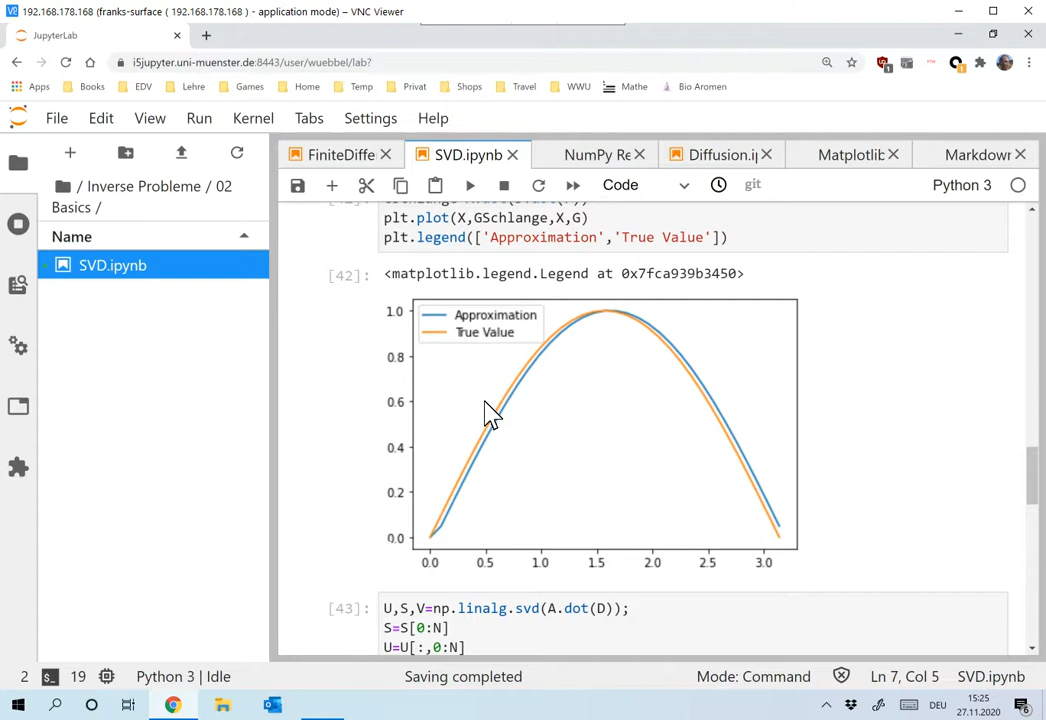 192.168.178.168 (franks-surface ( 192.168.178.168 ) - application mode) – VNC Viewer
JupyterLab
i5jupyter.uni-muenster.de:8443/user/wuebbel/lab?
Apps Books EDV Lehre Games Home Temp Privat Shops Travel WWU Mathe Bio Aromen
File Edit View Run Kernel Tabs Settings Help
FiniteDiffe SVD.ipynb NumPy Re Diffusion.ip Matplotlib Markdown
Code git Python 3
/ Inverse Probleme / 02
Basics /
Name
SVD.ipynb
plt.plot(X,GSchlange,X,G)
plt.legend(['Approximation','True Value'])
[42]: <matplotlib.legend.Legend at 0x7fca939b3450>
Approximation
True Value
1.0
0.8
0.6
0.4
0.2
0.0
0.0 0.5 1.0 1.5 2.0 2.5 3.0
[43]: U,S,V=np.linalg.svd(A.dot(D));
S=S[0:N]
U=U[:,0:N]
2 19 Python 3 | Idle Saving completed Mode: Command Ln 7, Col 5 SVD.ipynb
DEU 15:25
27.11.2020 6